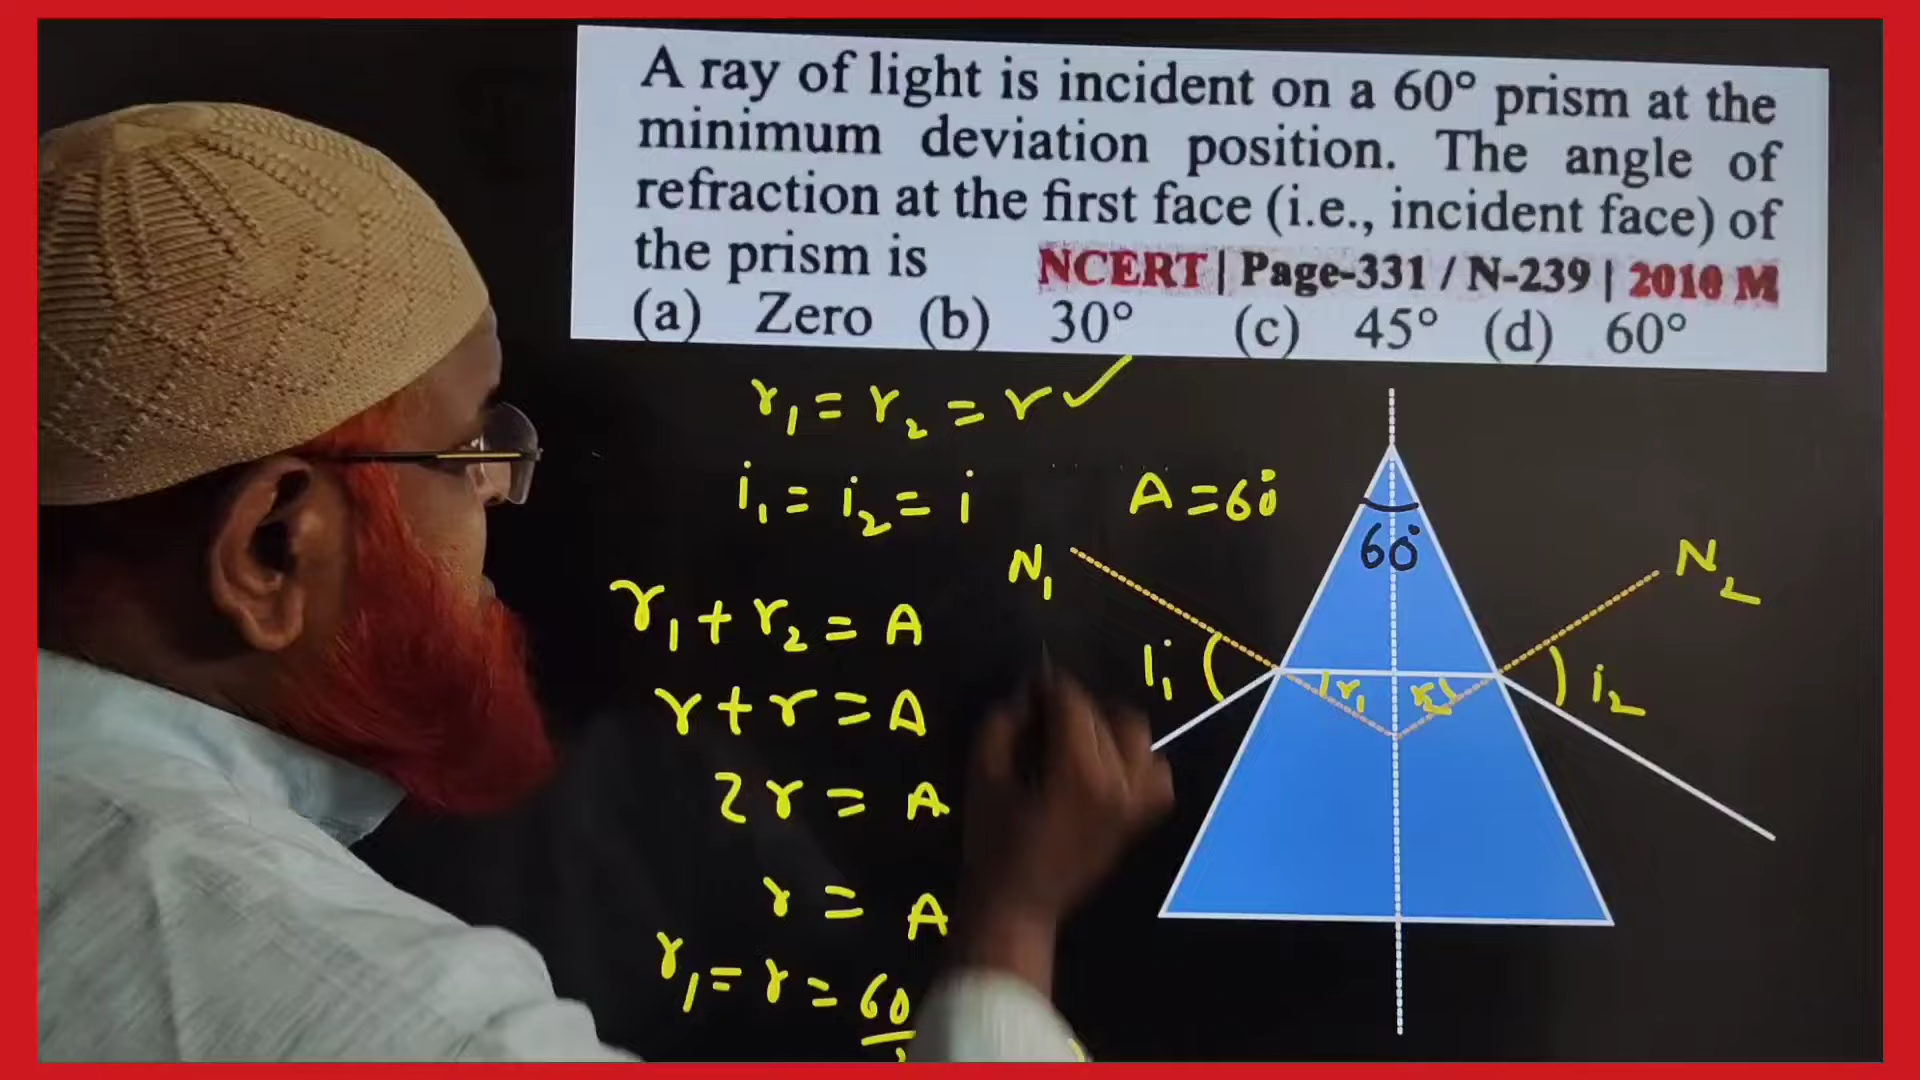 A ray of light is incident on a 60° prism at the
minimum deviation position. The angle of
refraction at the first face (i.e., incident face) of
the prism is NCERT | Page-331 / N-239 | 2010 M
(a) Zero (b) 30° (c) 45° (d) 60°
r₁ = r₂ = r ✓
i₁ = i₂ = i
A = 60°
60°
N₁
N₂
r₁ + r₂ = A
i₁
r₁
r₂
i₂
r + r = A
2r = A
r = A
r₁ = r = 60